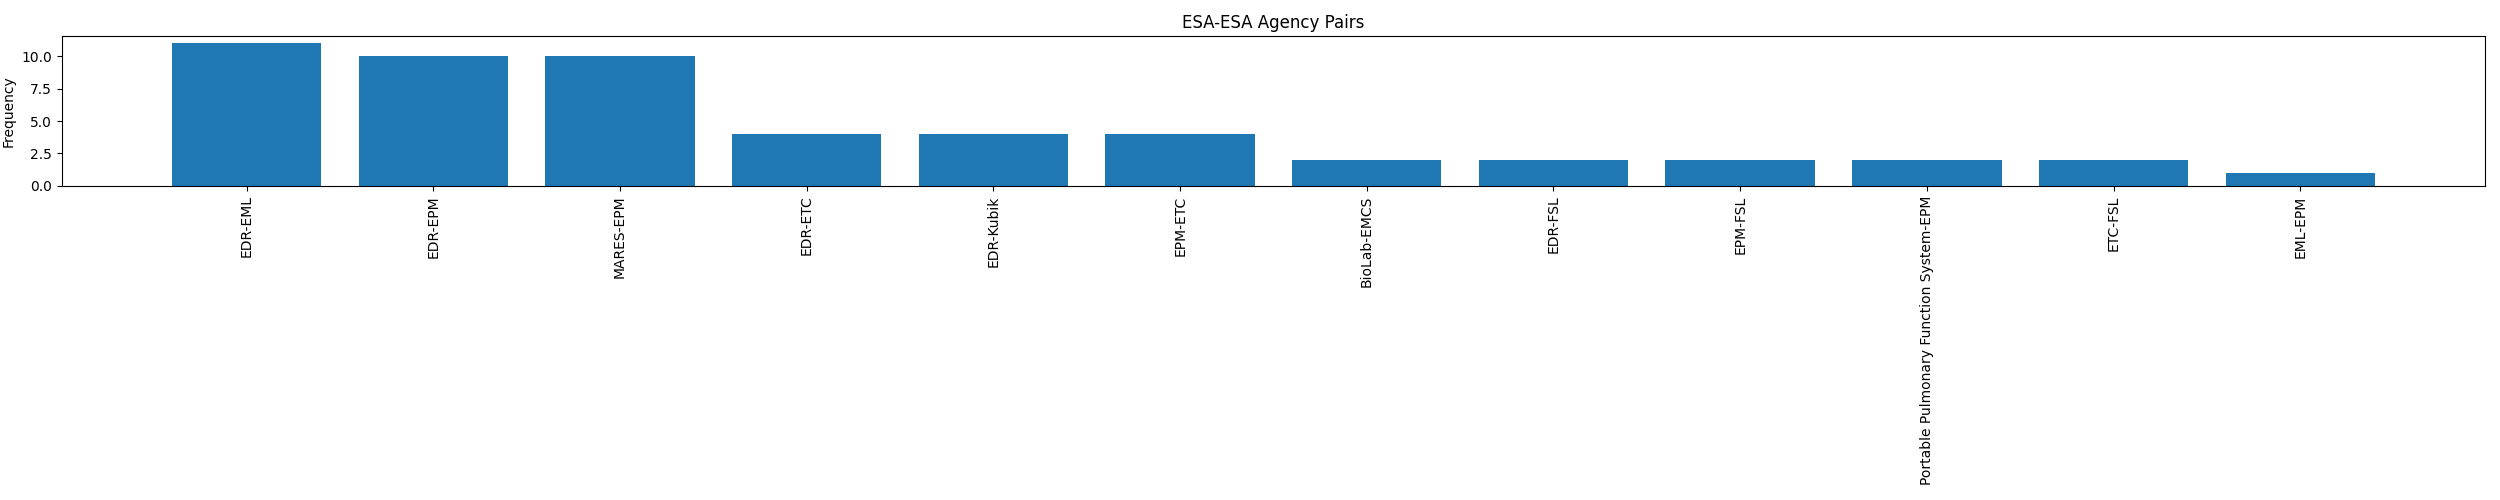 ESA-ESA Agency Pairs
Frequency
10.0
7.5
5.0
2.5
0.0
EDR-EML
EDR-EPM
MARES-EPM
EDR-ETC
EDR-Kubik
EPM-ETC
BioLab-EMCS
EDR-FSL
EPM-FSL
Portable Pulmonary Function System-EPM
ETC-FSL
EML-EPM